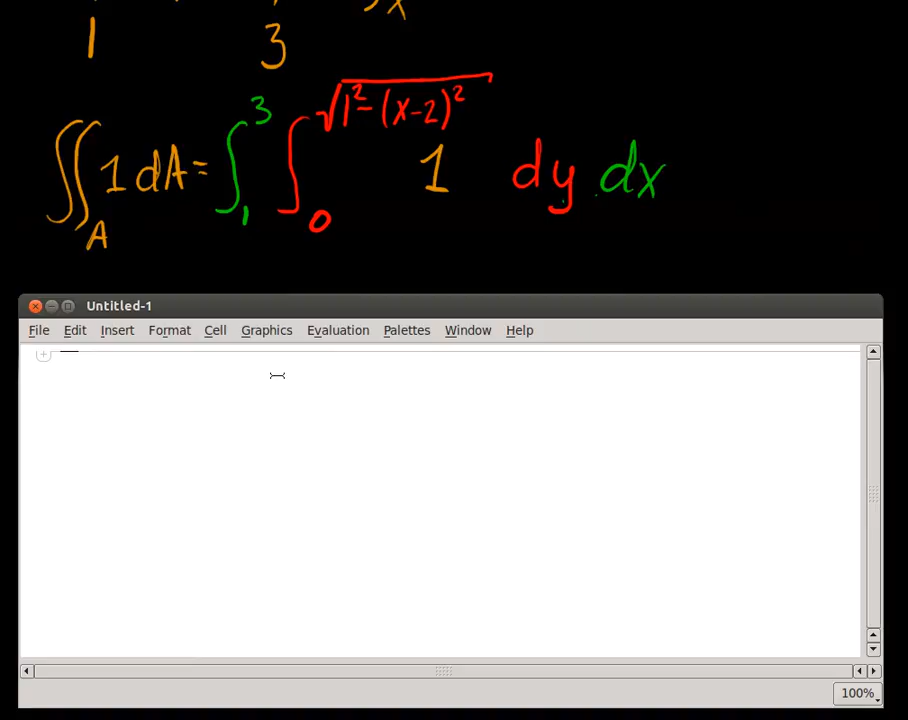 1 3
∬_A 1 dA = ∫_1^3 ∫_0^√(1²-(x-2)²) 1 dy dx
Untitled-1
File Edit Insert Format Cell Graphics Evaluation Palettes Window Help
100%